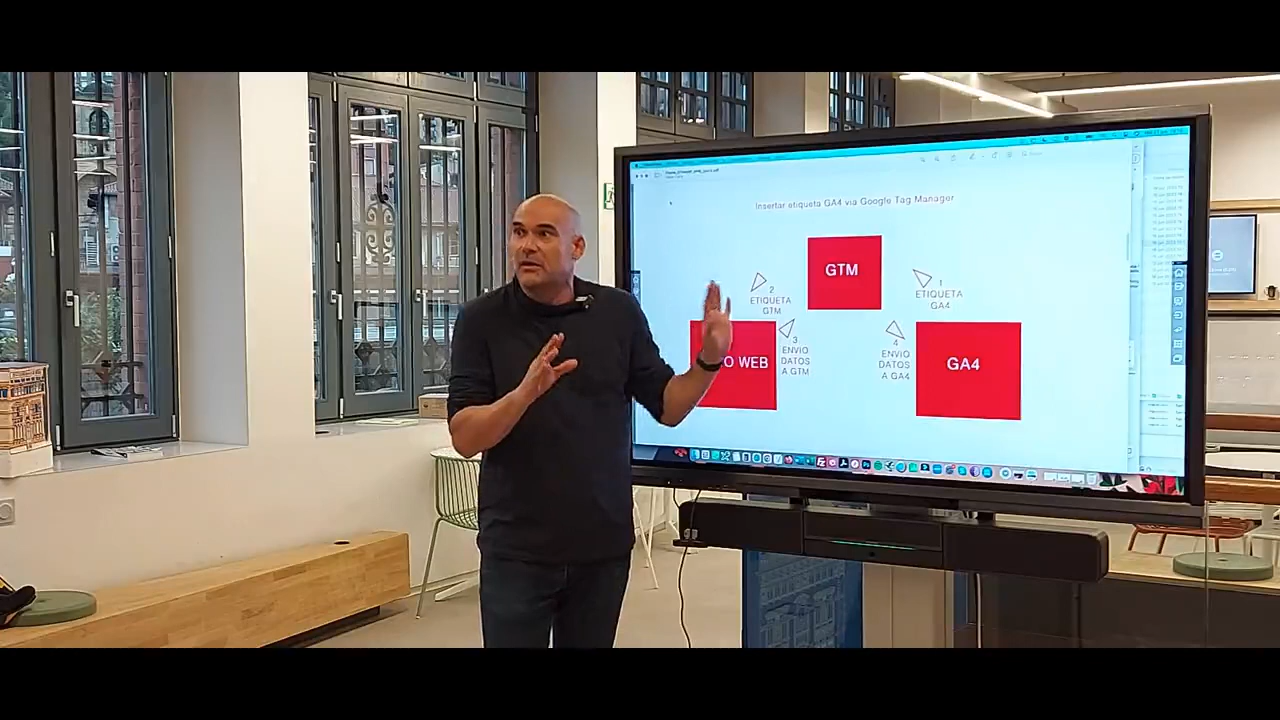 Insertar etiqueta GA4 via Google Tag Manager
GTM
2
ETIQUETA
GTM
1
ETIQUETA
GA4
O WEB
3
ENVIO
DATOS
A GTM
4
ENVIO
DATOS
A GA4
GA4